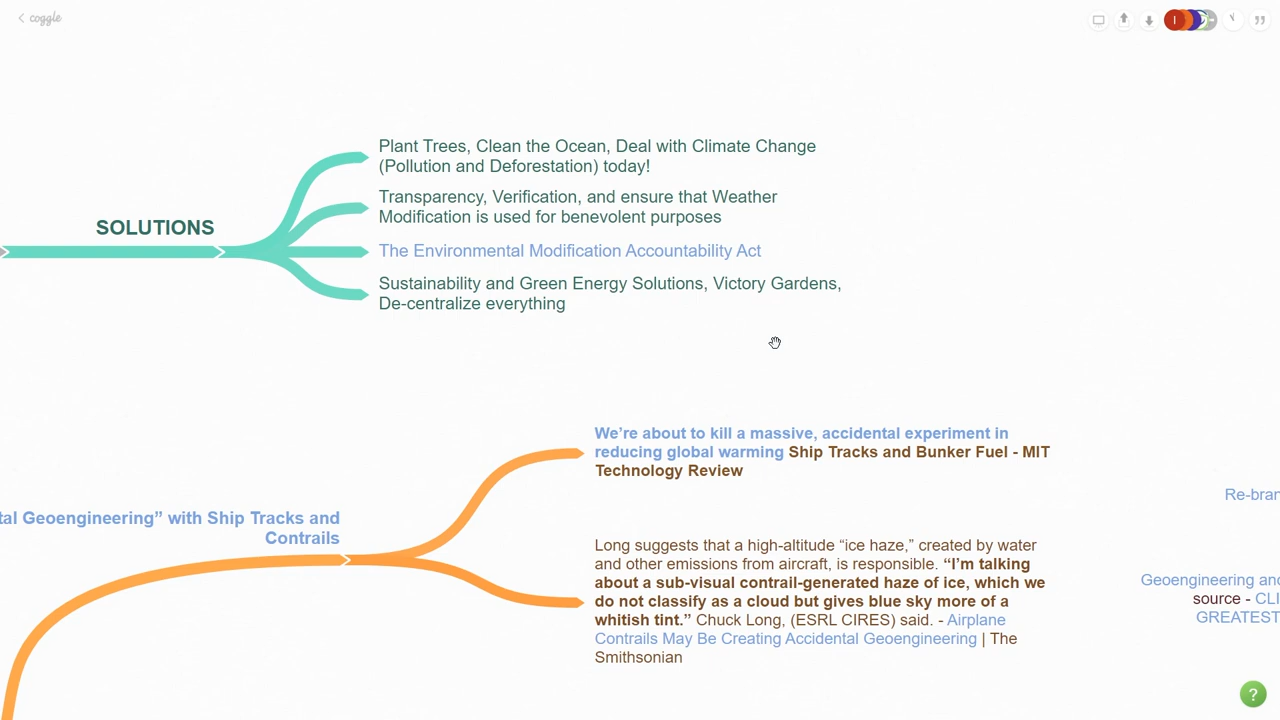 coggle
I
Plant Trees, Clean the Ocean, Deal with Climate Change
(Pollution and Deforestation) today!
Transparency, Verification, and ensure that Weather
Modification is used for benevolent purposes
SOLUTIONS
The Environmental Modification Accountability Act
Sustainability and Green Energy Solutions, Victory Gardens,
De-centralize everything
We’re about to kill a massive, accidental experiment in
reducing global warming Ship Tracks and Bunker Fuel - MIT
Technology Review
Re-bran
tal Geoengineering” with Ship Tracks and
Contrails
Long suggests that a high-altitude “ice haze,” created by water
and other emissions from aircraft, is responsible. “I’m talking
about a sub-visual contrail-generated haze of ice, which we
do not classify as a cloud but gives blue sky more of a
whitish tint.” Chuck Long, (ESRL CIRES) said. - Airplane
Contrails May Be Creating Accidental Geoengineering | The
Smithsonian
Geoengineering and
source - CLI
GREATEST
?